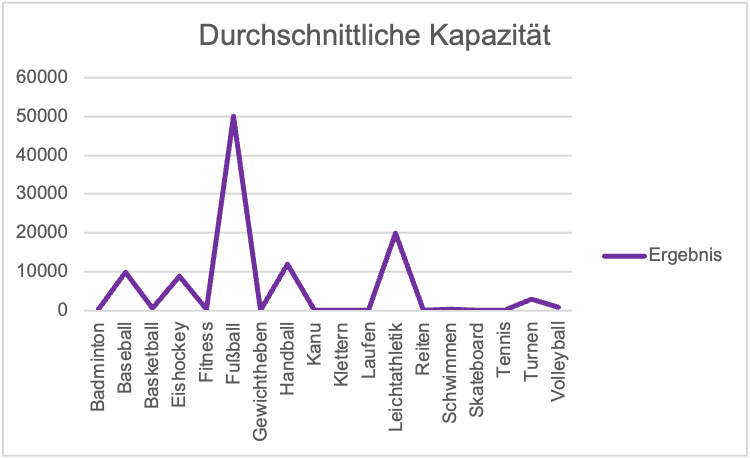 Durchschnittliche Kapazität
60000
50000
40000
30000
20000
10000
0
Ergebnis
Badminton
Baseball
Basketball
Eishockey
Fitness
Fußball
Gewichtheben
Handball
Kanu
Klettern
Laufen
Leichtathletik
Reiten
Schwimmen
Skateboard
Tennis
Turnen
Volleyball